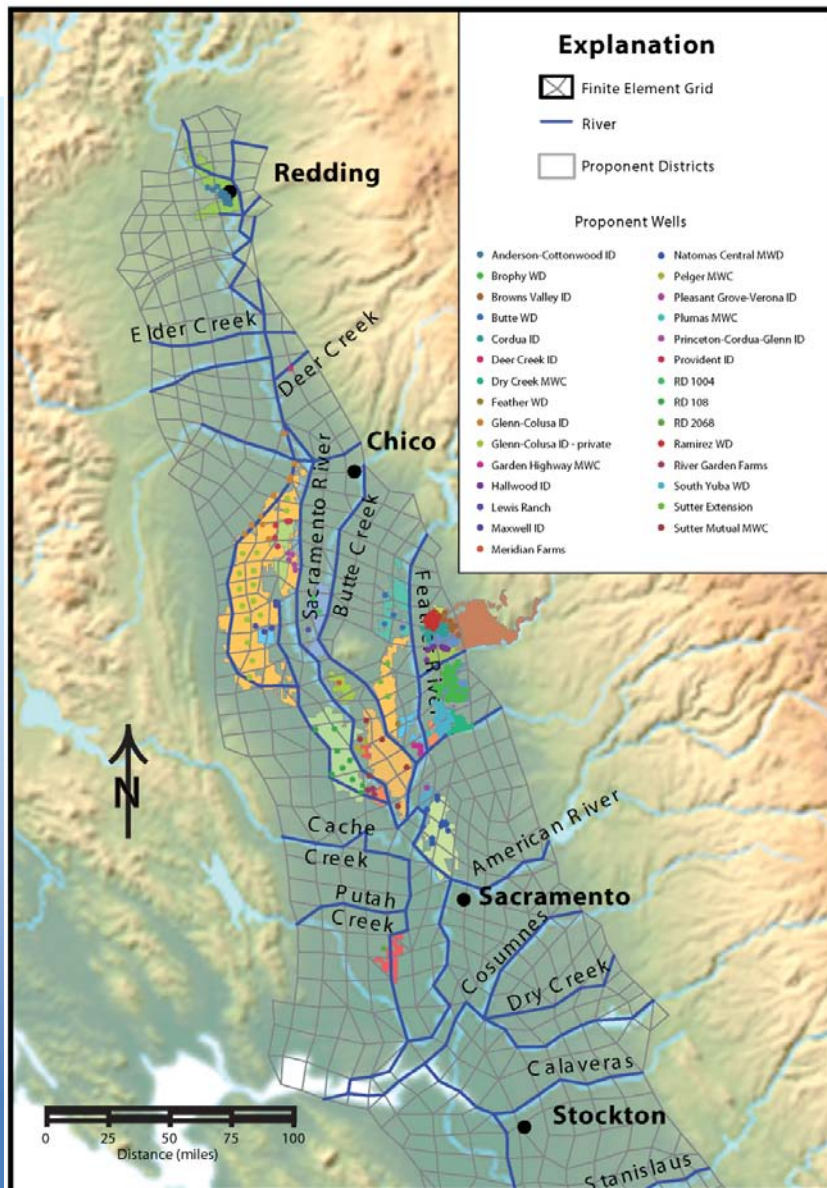 Explanation
Finite Element Grid
River
Proponent Districts
Proponent Wells
Anderson-Cottonwood ID
Brophy WD
Browns Valley ID
Butte WD
Cordua ID
Deer Creek ID
Dry Creek MWC
Feather WD
Glenn-Colusa ID
Glenn-Colusa ID - private
Garden Highway MWC
Hallwood ID
Lewis Ranch
Maxwell ID
Meridian Farms
Natomas Central MWD
Pelger MWC
Pleasant Grove-Verona ID
Plumas MWC
Princeton-Cordua-Glenn ID
Provident ID
RD 1004
RD 108
RD 2068
Ramirez WD
River Garden Farms
South Yuba WD
Sutter Extension
Sutter Mutual MWC
Redding
Elder Creek
Deer Creek
Chico
Sacramento River
Butte Creek
Feather River
N
Cache
Creek
Putah
Creek
American River
Sacramento
Cosumnes
Dry Creek
Calaveras
Stockton
Stanislaus
0 25 50 75 100
Distance (miles)